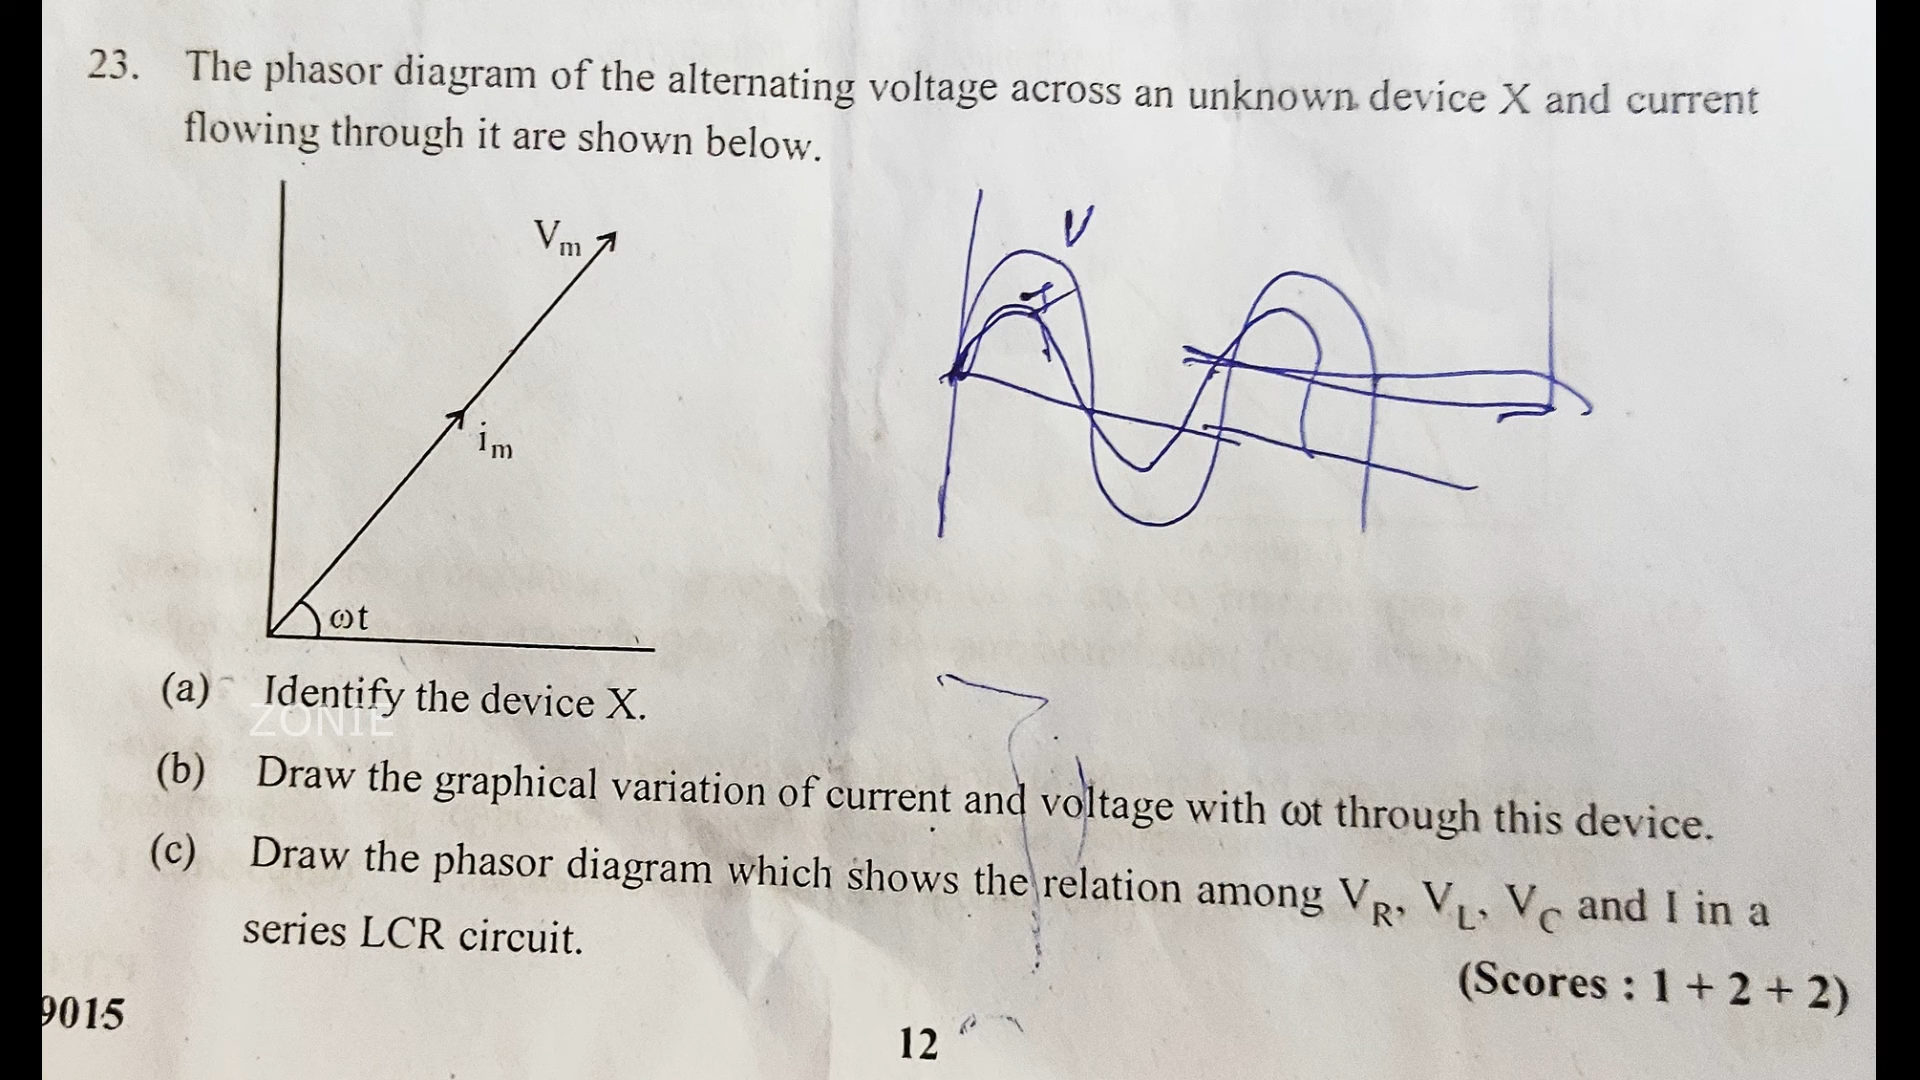 23. The phasor diagram of the alternating voltage across an unknown device X and current
flowing through it are shown below.
V
Vm
im
ωt
(a) Identify the device X.
ZONIE
(b) Draw the graphical variation of current and voltage with ωt through this device.
(c) Draw the phasor diagram which shows the relation among VR, VL, VC and I in a
series LCR circuit.
(Scores : 1 + 2 + 2)
9015
12